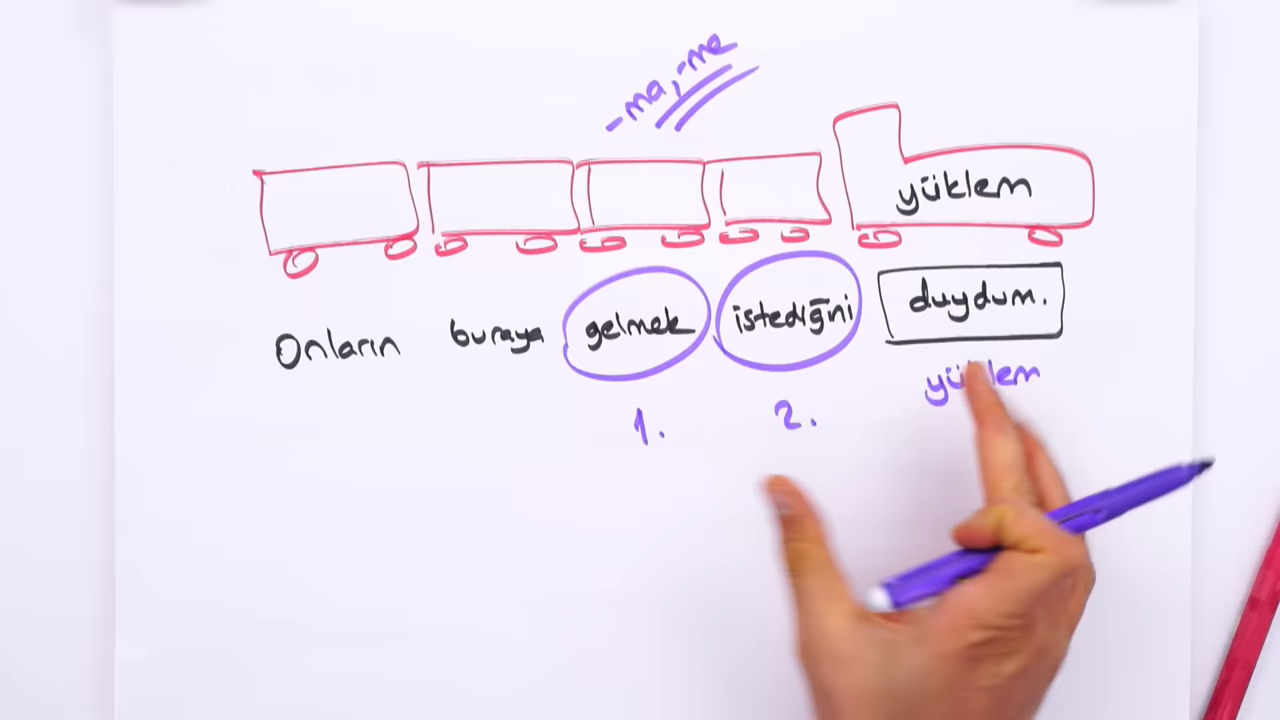 -ma, -me
yüklem
Onların buraya gelmek istediğini duydum.
1. 2. yüklem